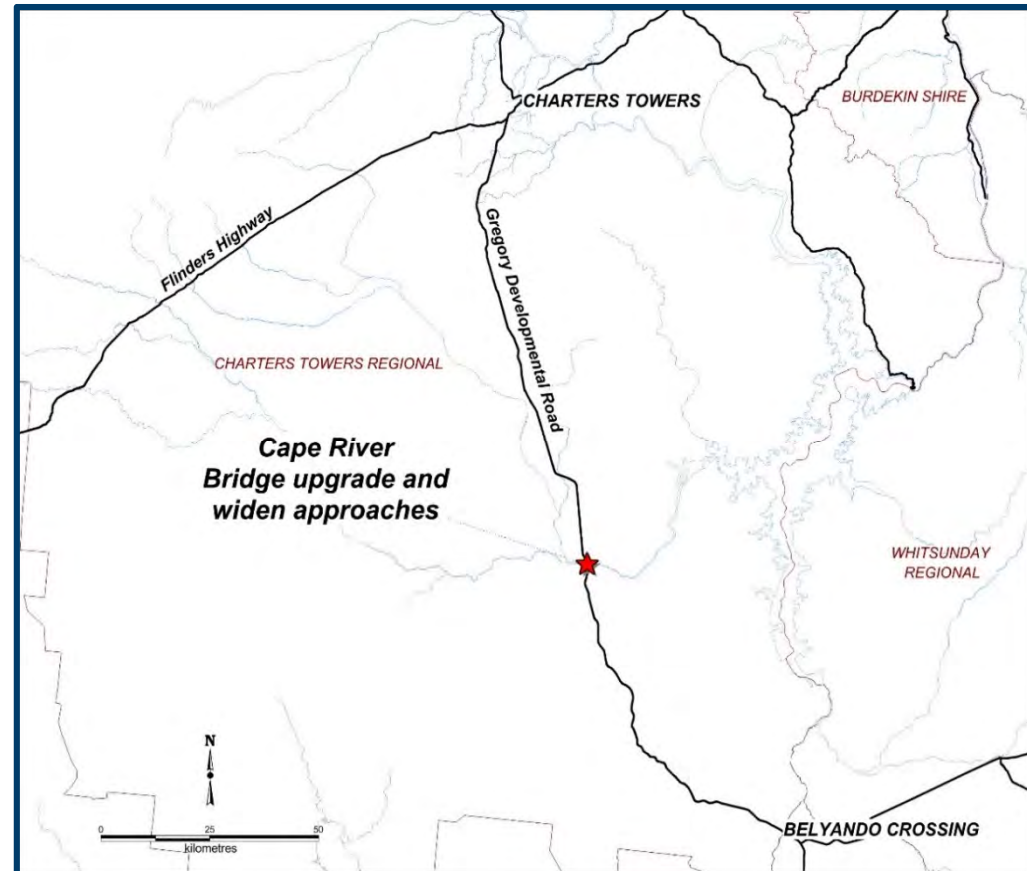 CHARTERS TOWERS
BURDEKIN SHIRE
Flinders Highway
Gregory Developmental Road
CHARTERS TOWERS REGIONAL
Cape River
Bridge upgrade and
widen approaches
WHITSUNDAY
REGIONAL
N
0 25 50
kilometres
BELYANDO CROSSING